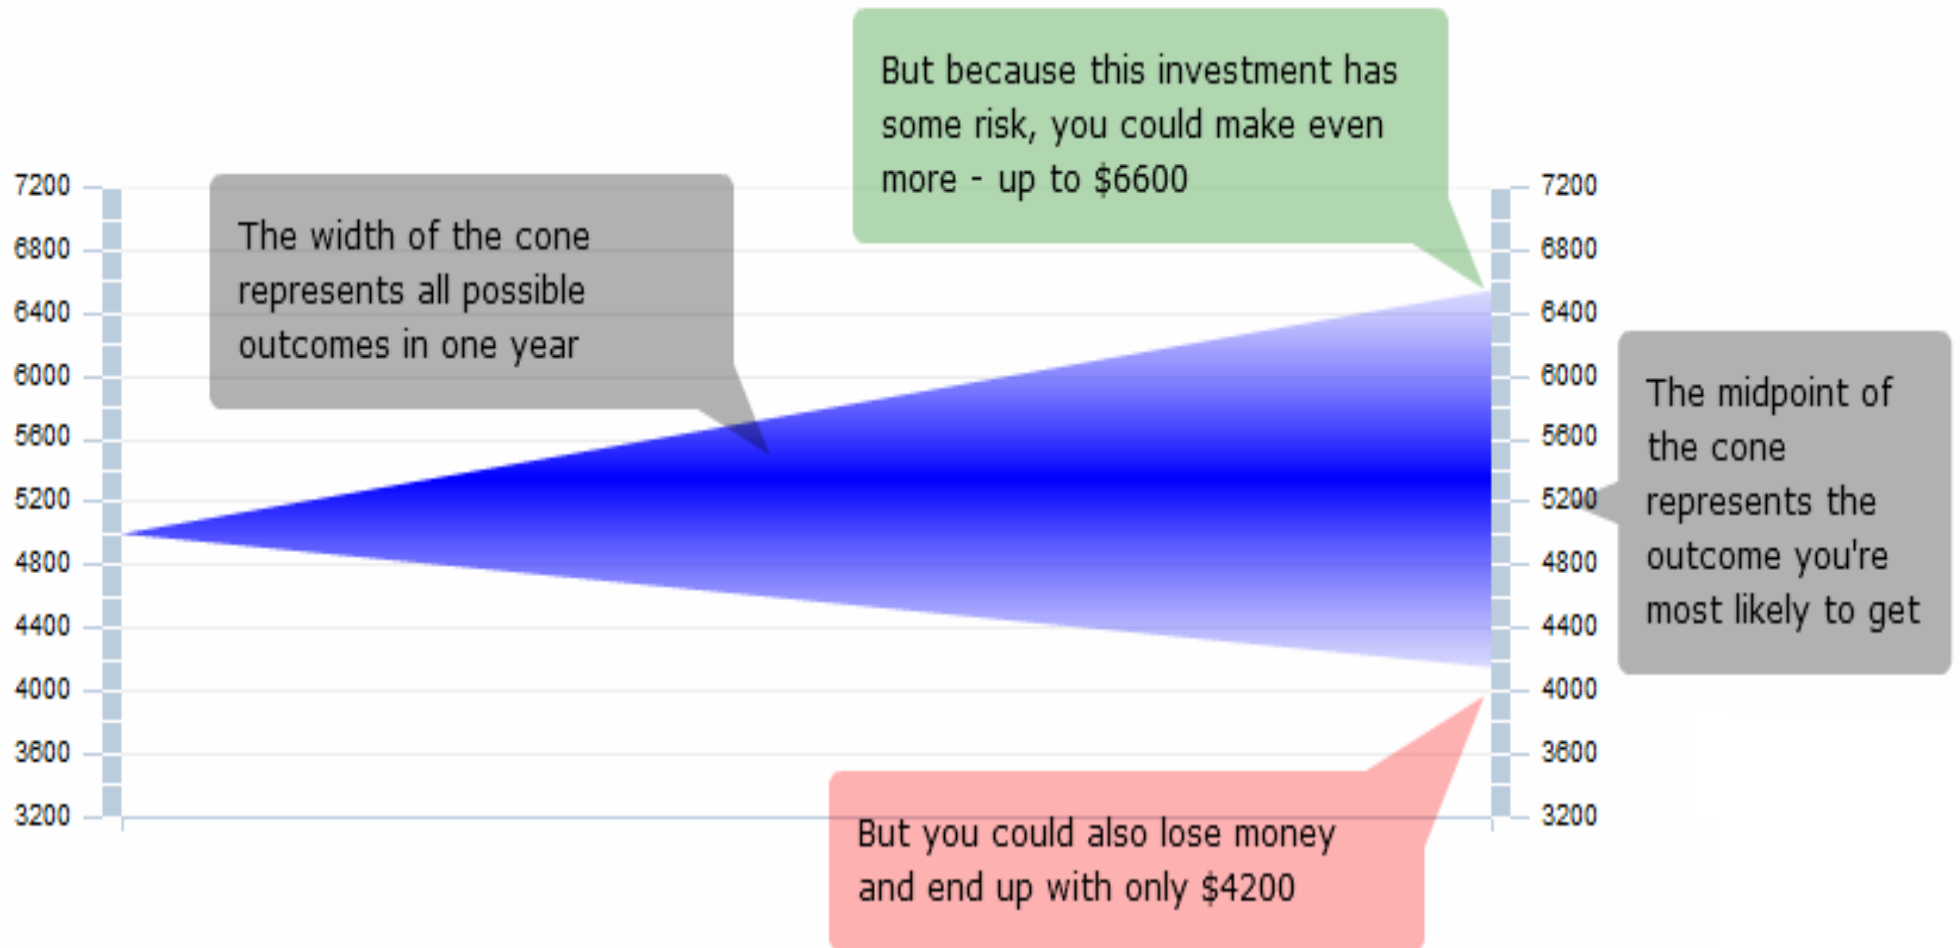 But because this investment has
some risk, you could make even
more - up to $6600
The width of the cone
represents all possible
outcomes in one year
7200
6800
6400
6000
5600
5200
4800
4400
4000
3600
3200
7200
6800
6400
6000
5600
5200
4800
4400
4000
3600
3200
The midpoint of
the cone
represents the
outcome you're
most likely to get
But you could also lose money
and end up with only $4200